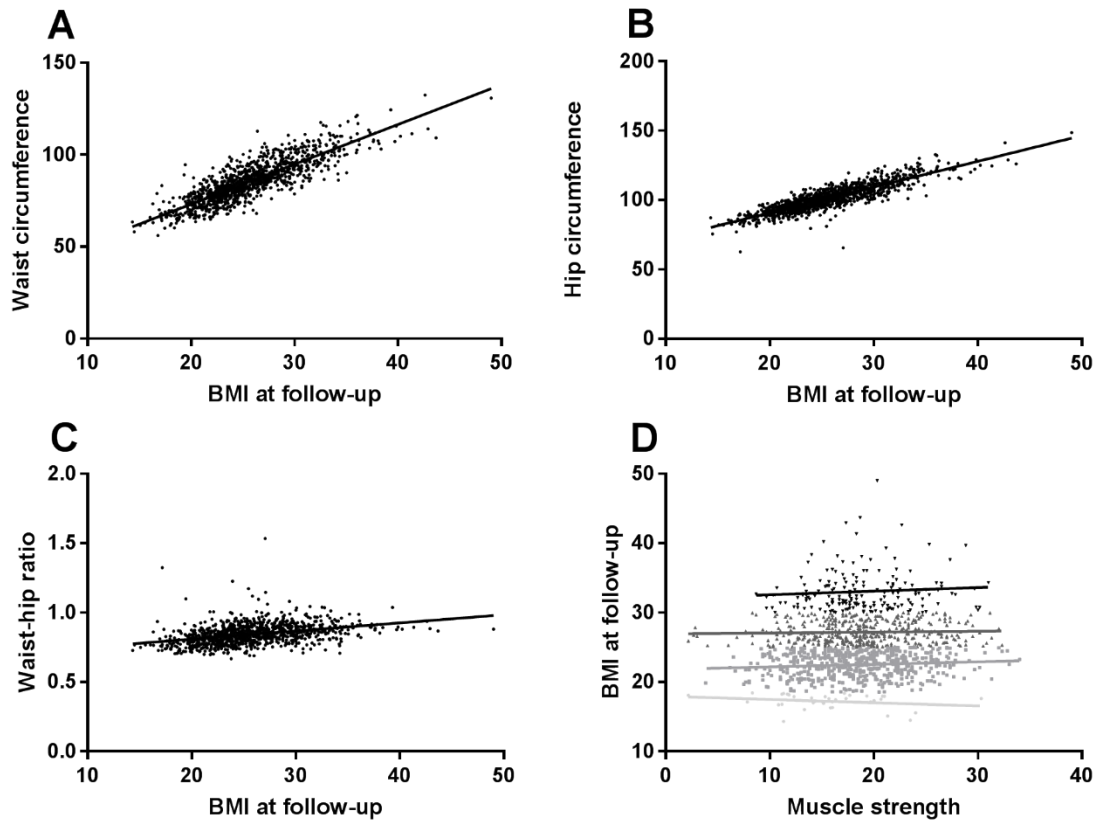 A
Waist circumference
150
100
50
0
10 20 30 40 50
BMI at follow-up
B
Hip circumference
200
150
100
50
0
10 20 30 40 50
BMI at follow-up
C
Waist-hip ratio
2.0
1.5
1.0
0.5
0.0
10 20 30 40 50
BMI at follow-up
D
BMI at follow-up
50
40
30
20
10
0 10 20 30 40
Muscle strength